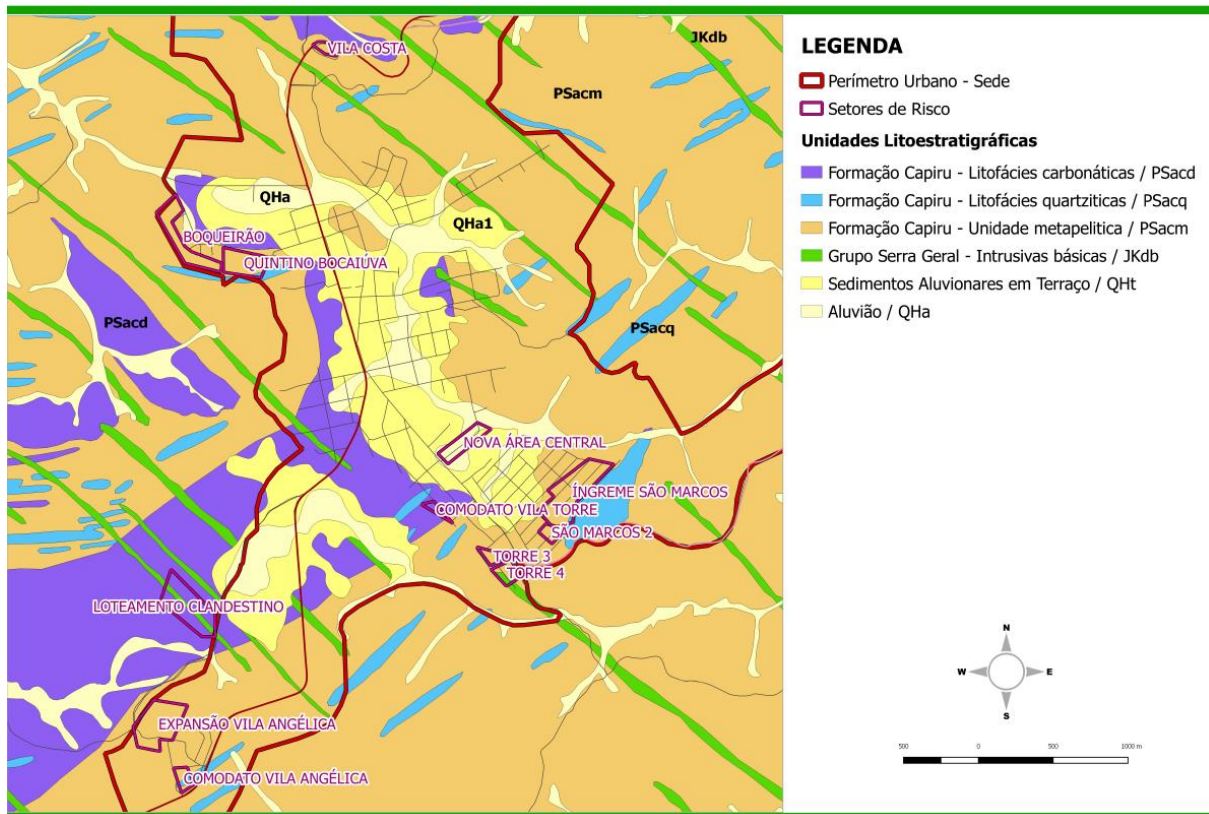 JKdb
VILA COSTA
PSacm
QHa
QHa1
BOQUEIRÃO
QUINTINO BOCAIÚVA
PSacd
PSacq
NOVA ÁREA CENTRAL
ÍNGREME SÃO MARCOS
COMODATO VILA TORRE
SÃO MARCOS 2
TORRE 3
TORRE 4
LOTEAMENTO CLANDESTINO
EXPANSÃO VILA ANGÉLICA
COMODATO VILA ANGÉLICA
LEGENDA
Perímetro Urbano - Sede
Setores de Risco
Unidades Litoestratigráficas
Formação Capiru - Litofácies carbonáticas / PSacd
Formação Capiru - Litofácies quartziticas / PSacq
Formação Capiru - Unidade metapelitica / PSacm
Grupo Serra Geral - Intrusivas básicas / JKdb
Sedimentos Aluvionares em Terraço / QHt
Aluvião / QHa
N
W E
S
500 0 500 1000 m